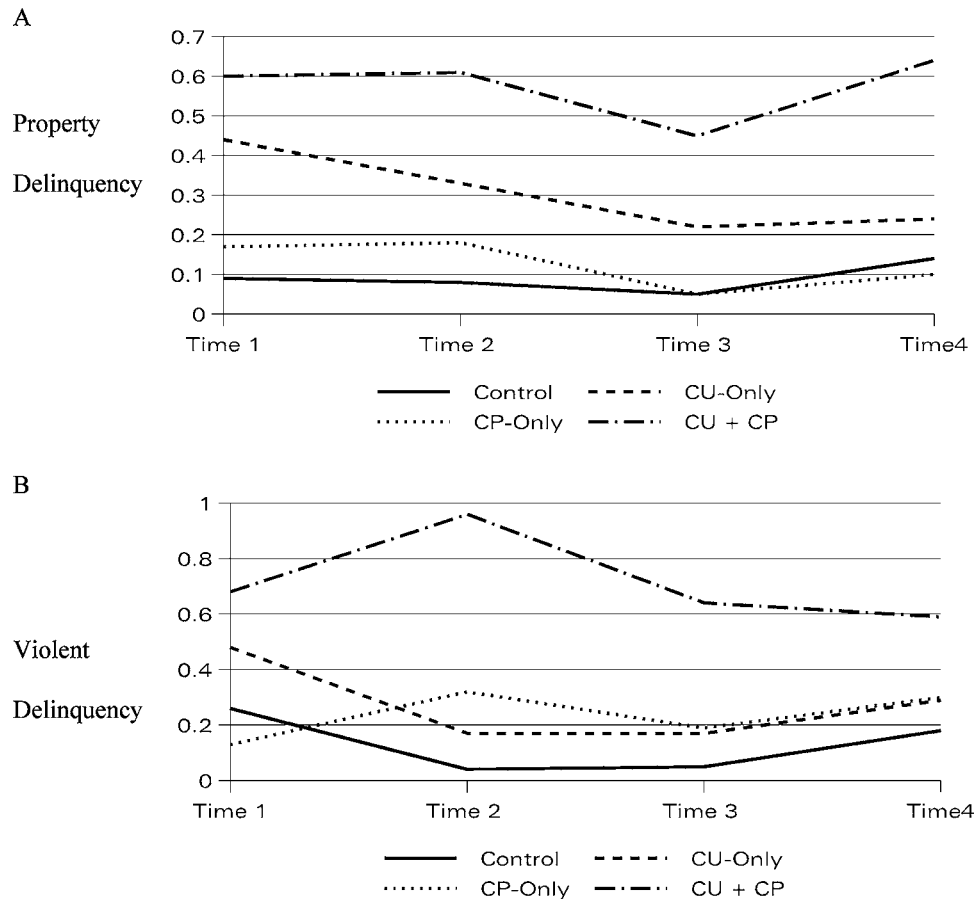 A
0.7
0.6
0.5
0.4
0.3
0.2
0.1
0
Property
Delinquency
Time 1 Time 2 Time 3 Time4
Control CU-Only
CP-Only CU + CP
B
1
0.8
0.6
0.4
0.2
0
Violent
Delinquency
Time 1 Time 2 Time 3 Time4
Control CU-Only
CP-Only CU + CP